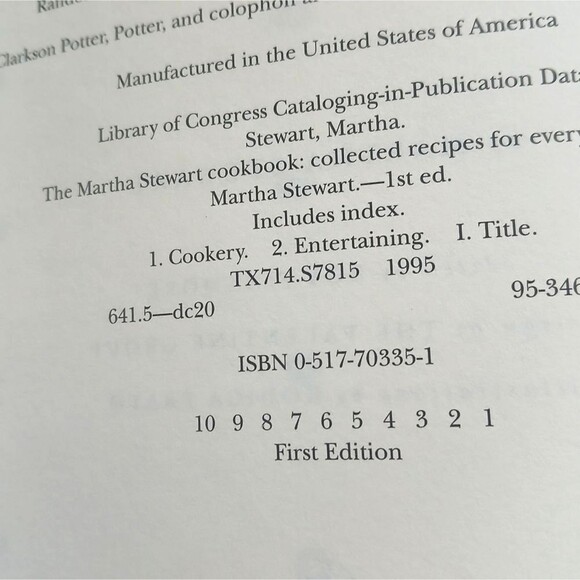 Clarkson Potter, Potter, and colophon
Manufactured in the United States of America
Library of Congress Cataloging-in-Publication
Stewart, Martha.
The Martha Stewart cookbook: collected recipes for every
Martha Stewart.—1st ed.
Includes index.
1. Cookery. 2. Entertaining. I. Title.
TX714.S7815 1995
641.5—dc20 95-346
ISBN 0-517-70335-1
10 9 8 7 6 5 4 3 2 1
First Edition